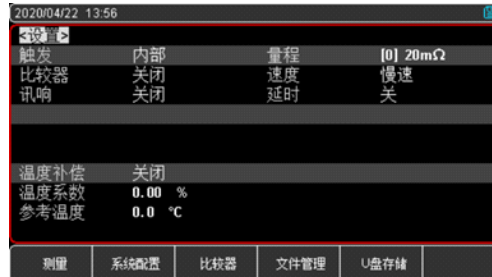 2020/04/22 13:56
<设置>
触发 内部 量程 [0] 20mΩ
比较器 关闭 速度 慢速
讯响 关闭 延时 关
温度补偿 关闭
温度系数 0.00 %
参考温度 0.0 °C
测量 系统配置 比较器 文件管理 U盘存储